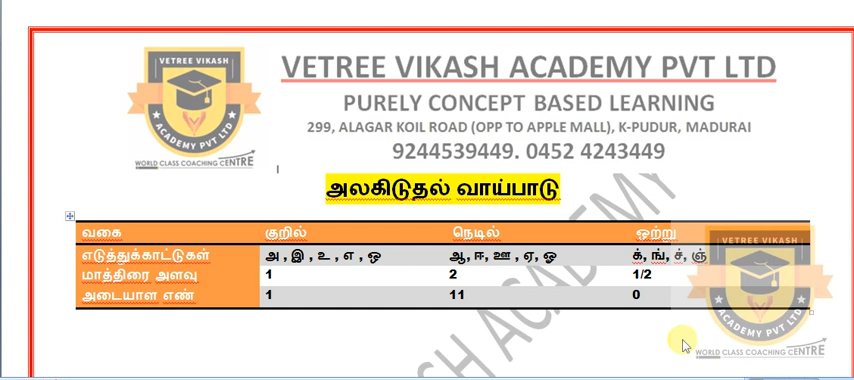 VETREE VIKASH
ACADEMY PVT LTD
WORLD CLASS COACHING CENTRE
VETREE VIKASH ACADEMY PVT LTD
PURELY CONCEPT BASED LEARNING
299, ALAGAR KOIL ROAD (OPP TO APPLE MALL), K-PUDUR, MADURAI
9244539449. 0452 4243449
அலகிடுதல் வாய்பாடு
வகை குறில் நெடில் ஒற்று
எடுத்துக்காட்டுகள் அ , இ , உ , எ , ஒ ஆ, ஈ, ஊ , ஏ, ஓ க், ங், ச், ஞ்
மாத்திரை அளவு 1 2 1/2
அடையாள எண் 1 11 0
SH ACADEMY
VETREE VIKASH
ACADEMY PVT LTD
WORLD CLASS COACHING CENTRE